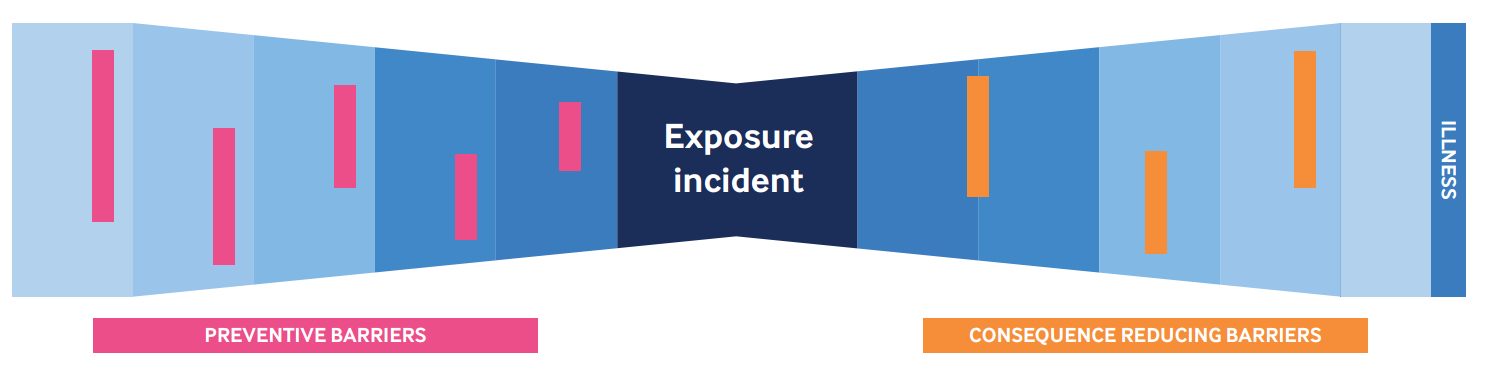 Exposure
incident
ILLNESS
PREVENTIVE BARRIERS
CONSEQUENCE REDUCING BARRIERS